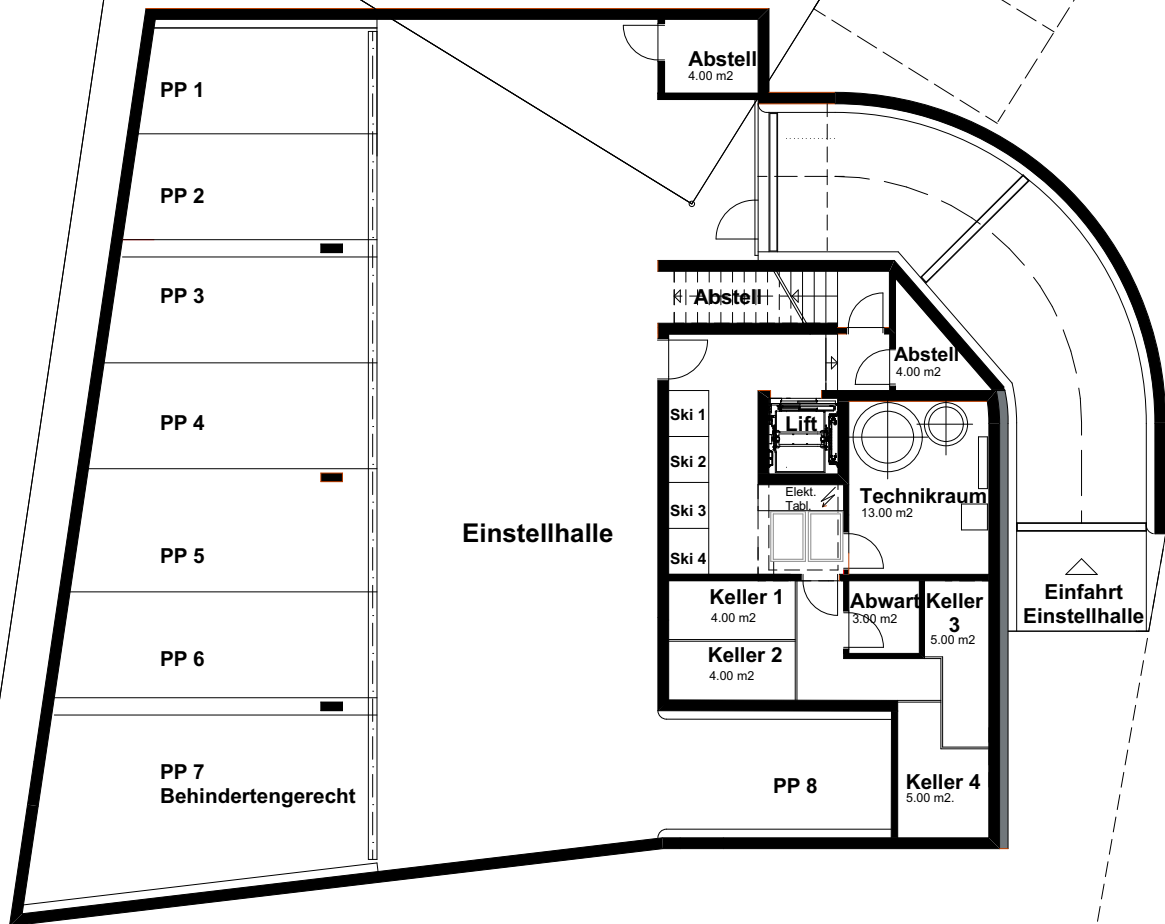 PP 1
PP 2
PP 3
PP 4
PP 5
PP 6
PP 7
Behindertengerecht
Einstellhalle
Abstell
4.00 m2
Abstell
Abstell
4.00 m2
Ski 1
Ski 2
Ski 3
Ski 4
Lift
Elekt.
Tabl.
Technikraum
13.00 m2
Keller 1
4.00 m2
Keller 2
4.00 m2
Abwart
3.00 m2
Keller
3
5.00 m2
PP 8
Keller 4
5.00 m2.
Einfahrt
Einstellhalle